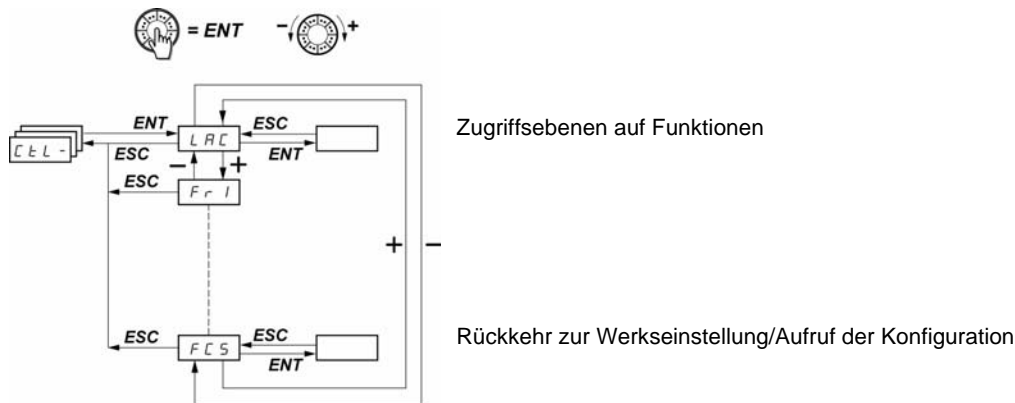 = ENT - +
ENT
LAC
ESC
Zugriffsebenen auf Funktionen
CtL -
ESC
ENT
- +
ESC
Fr1
+ -
ESC
FCS
ESC
Rückkehr zur Werkseinstellung/Aufruf der Konfiguration
ENT